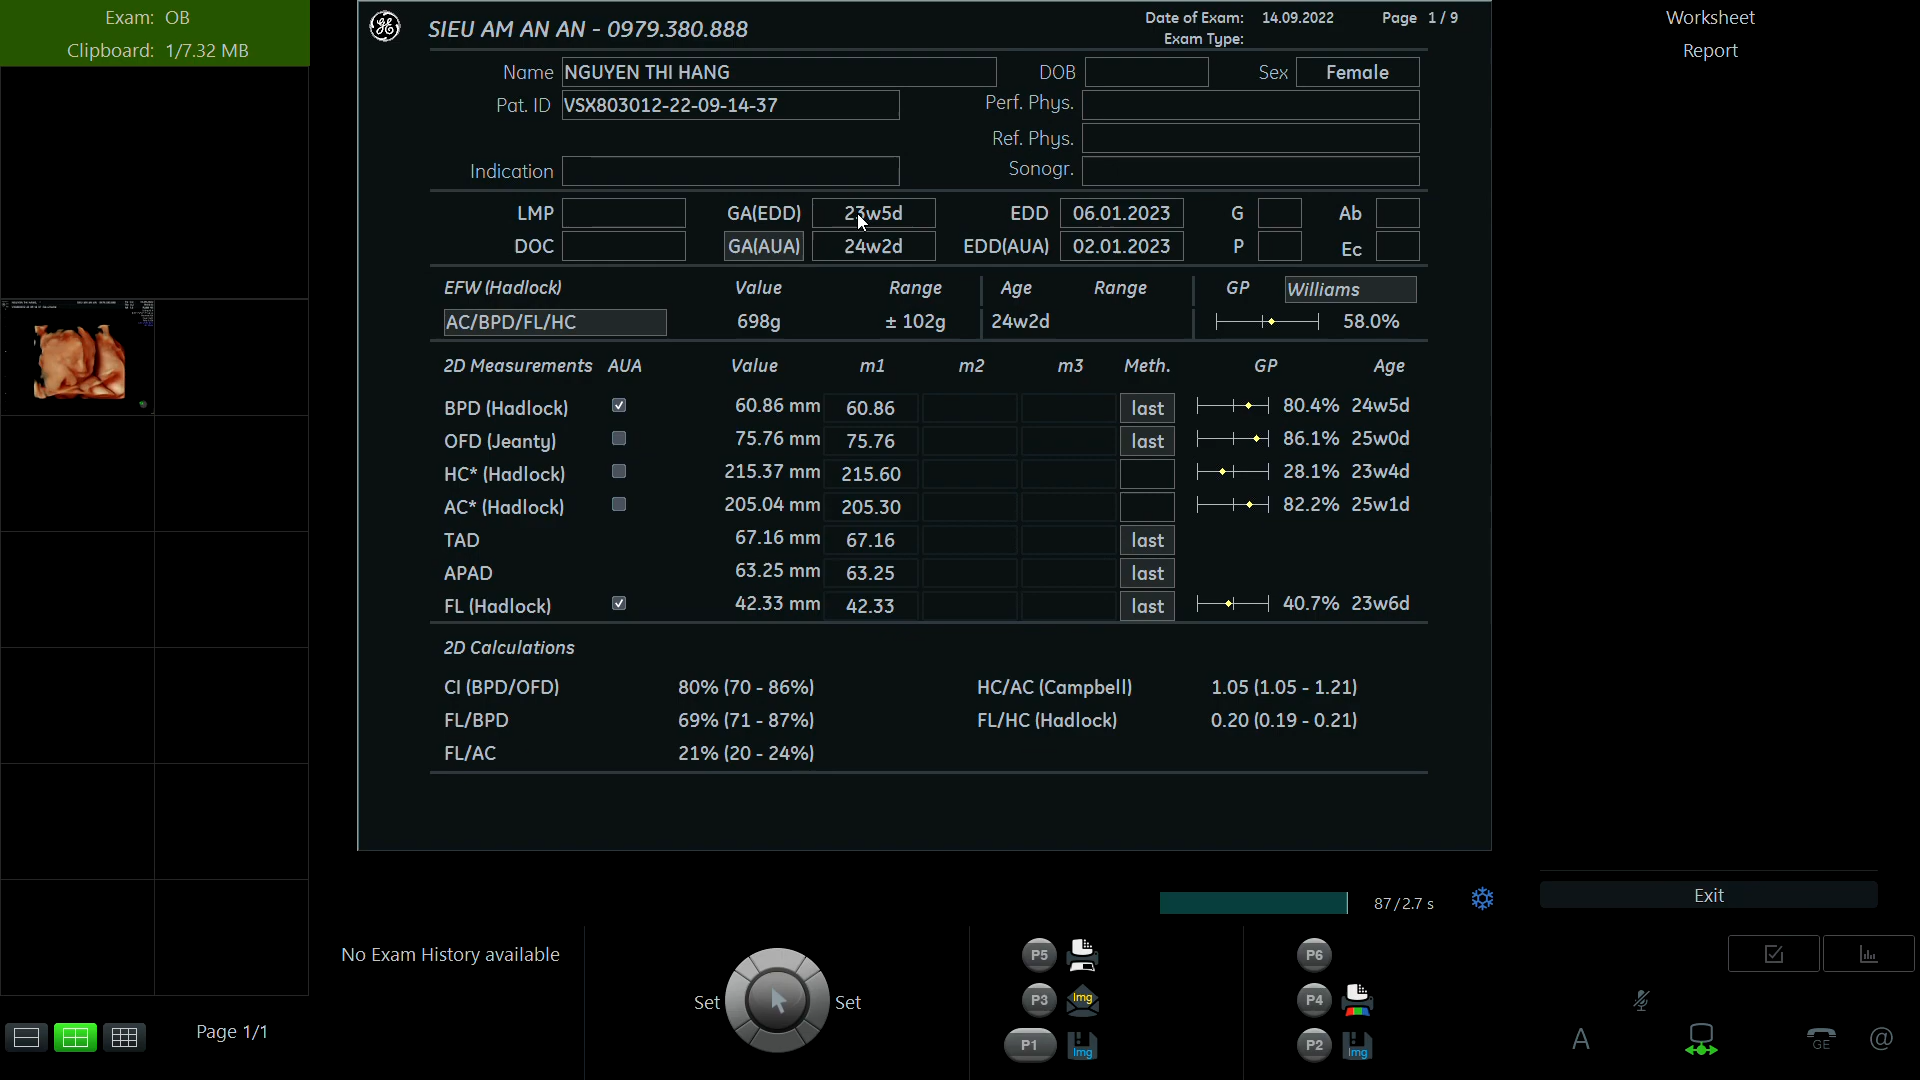 Exam: OB
Clipboard: 1/7.32 MB
SIEU AM AN AN - 0979.380.888
Date of Exam: 14.09.2022 Page 1 / 9
Exam Type:
Worksheet
Report
Name NGUYEN THI HANG DOB Sex Female
Pat. ID VSX803012-22-09-14-37 Perf. Phys.
Ref. Phys.
Indication Sonogr.
LMP GA(EDD) 23w5d EDD 06.01.2023 G Ab
DOC GA(AUA) 24w2d EDD(AUA) 02.01.2023 P Ec
EFW (Hadlock) Value Range Age Range GP Williams
AC/BPD/FL/HC 698g ± 102g 24w2d 58.0%
2D Measurements AUA Value m1 m2 m3 Meth. GP Age
BPD (Hadlock) 60.86 mm 60.86 last 80.4% 24w5d
OFD (Jeanty) 75.76 mm 75.76 last 86.1% 25w0d
HC* (Hadlock) 215.37 mm 215.60 28.1% 23w4d
AC* (Hadlock) 205.04 mm 205.30 82.2% 25w1d
TAD 67.16 mm 67.16 last
APAD 63.25 mm 63.25 last
FL (Hadlock) 42.33 mm 42.33 last 40.7% 23w6d
2D Calculations
CI (BPD/OFD) 80% (70 - 86%) HC/AC (Campbell) 1.05 (1.05 - 1.21)
FL/BPD 69% (71 - 87%) FL/HC (Hadlock) 0.20 (0.19 - 0.21)
FL/AC 21% (20 - 24%)
87/2.7 s
Exit
No Exam History available
Set Set
P5 P6
P3 Img P4
P1 Img P2 Img
Page 1/1
A GE @